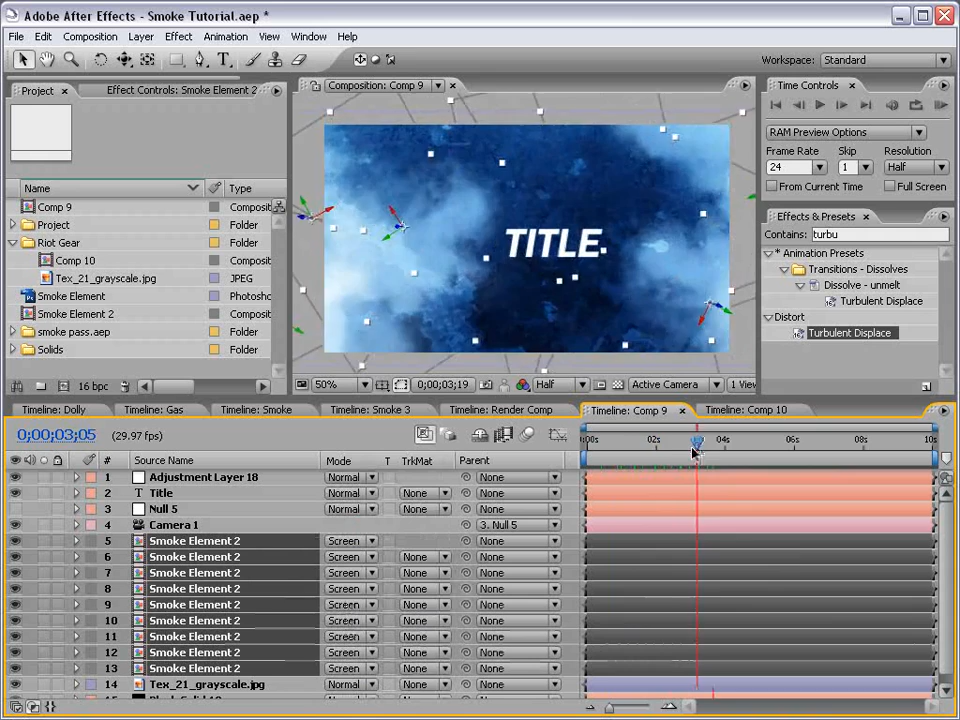 Adobe After Effects - Smoke Tutorial.aep *
File Edit Composition Layer Effect Animation View Window Help
Workspace: Standard
Project Effect Controls: Smoke Element 2
Composition: Comp 9
Time Controls
RAM Preview Options
Frame Rate Skip Resolution
24 1 Half
From Current Time Full Screen
Effects & Presets
Contains: turbu
* Animation Presets
Transitions - Dissolves
Dissolve - unmelt
Turbulent Displace
Distort
Turbulent Displace
Name Type
Comp 9 Composit
Project Folder
Riot Gear Folder
Comp 10 Composit
Tex_21_grayscale.jpg JPEG
Smoke Element Photosho
Smoke Element 2 Composit
smoke pass.aep Folder
Solids Folder
16 bpc
TITLE.
50% 0;00;03;19 Half Active Camera 1 View
Timeline: Dolly Timeline: Gas Timeline: Smoke Timeline: Smoke 3 Timeline: Render Comp Timeline: Comp 9 Timeline: Comp 10
0;00;03;05 (29.97 fps)
:00s 02s 04s 06s 08s 10s
# Source Name Mode T TrkMat Parent
1 Adjustment Layer 18 Normal None
2 T Title Normal None None
3 Null 5 Normal None None
4 Camera 1 3. Null 5
5 Smoke Element 2 Screen None
6 Smoke Element 2 Screen None None
7 Smoke Element 2 Screen None None
8 Smoke Element 2 Screen None None
9 Smoke Element 2 Screen None None
10 Smoke Element 2 Screen None None
11 Smoke Element 2 Screen None None
12 Smoke Element 2 Screen None None
13 Smoke Element 2 Screen None None
14 Tex_21_grayscale.jpg Normal None None